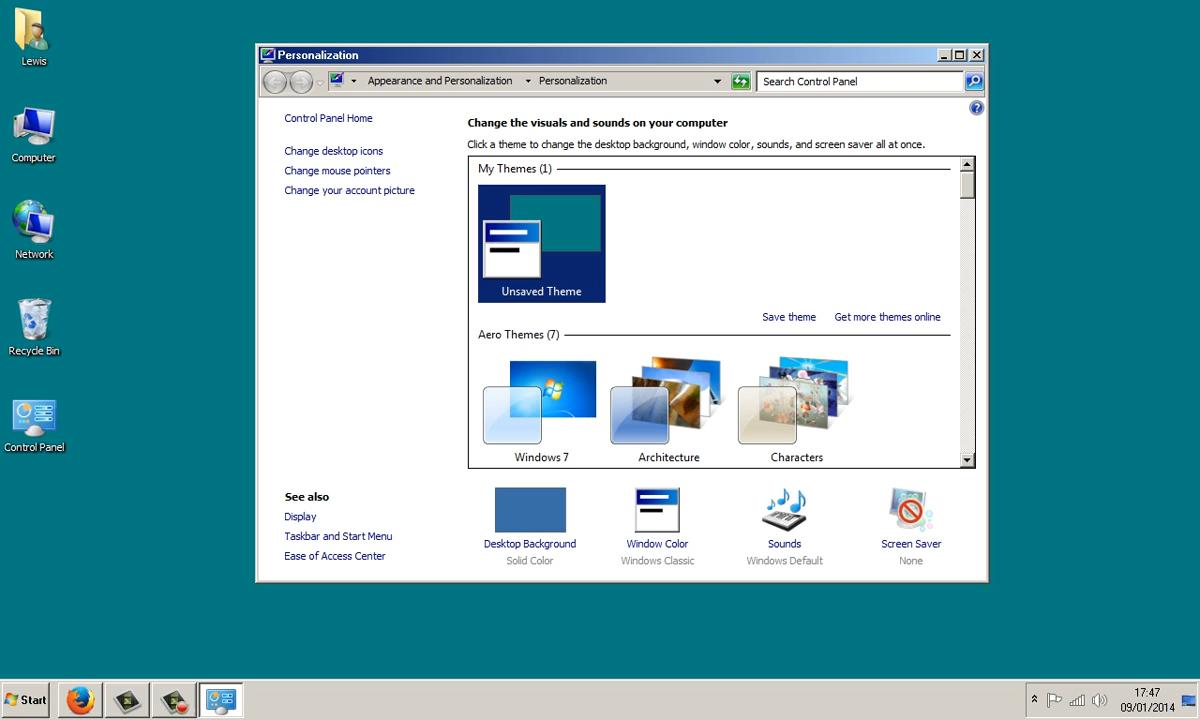 Lewis
Computer
Network
Recycle Bin
Control Panel
Personalization
Appearance and Personalization
Personalization
Search Control Panel
Control Panel Home
Change desktop icons
Change mouse pointers
Change your account picture
See also
Display
Taskbar and Start Menu
Ease of Access Center
Change the visuals and sounds on your computer
Click a theme to change the desktop background, window color, sounds, and screen saver all at once.
My Themes (1)
Unsaved Theme
Save theme
Get more themes online
Aero Themes (7)
Windows 7
Architecture
Characters
Desktop Background
Solid Color
Window Color
Windows Classic
Sounds
Windows Default
Screen Saver
None
Start
17:47
09/01/2014